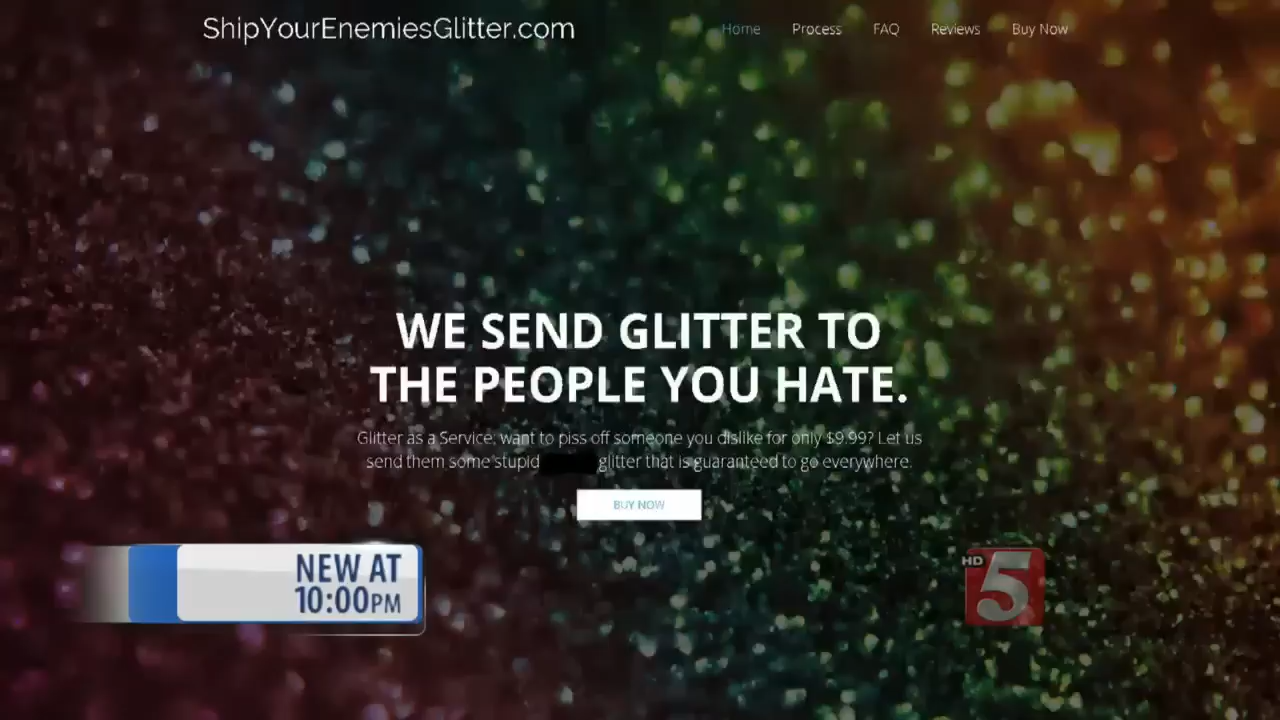 ShipYourEnemiesGlitter.com
Home Process FAQ Reviews Buy Now
WE SEND GLITTER TO
THE PEOPLE YOU HATE.
Glitter as a Service, want to piss off someone you dislike for only $9.99? Let us
send them some stupid glitter that is guaranteed to go everywhere.
BUY NOW
NEW AT
10:00PM
HD
5